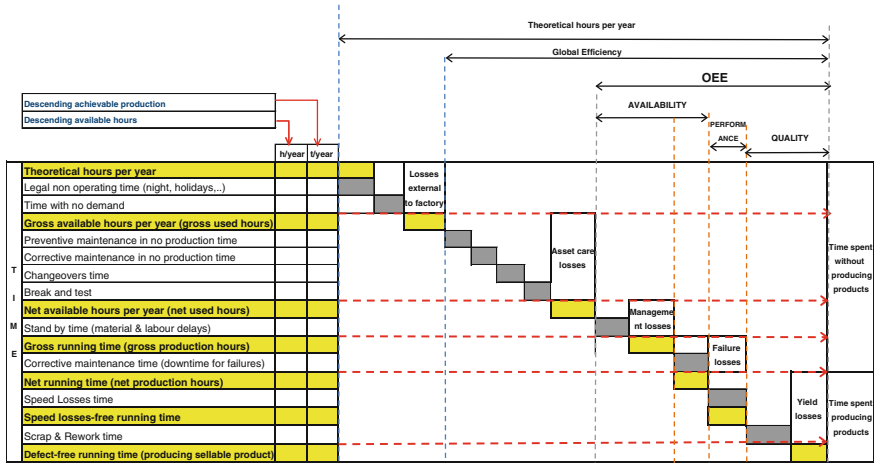 Theoretical hours per year
Global Efficiency
OEE
Descending achievable production
Descending available hours
AVAILABILITY
PERFORM
ANCE
QUALITY
h/year t/year
Theoretical hours per year
Legal non operating time (night, holidays,..)
Time with no demand
Gross available hours per year (gross used hours)
Preventive maintenance in no production time
Corrective maintenance in no production time
Changeovers time
Break and test
Net available hours per year (net used hours)
Stand by time (material & labour delays)
Gross running time (gross production hours)
Corrective maintenance time (downtime for failures)
Net running time (net production hours)
Speed Losses time
Speed losses-free running time
Scrap & Rework time
Defect-free running time (producing sellable product)
T
I
M
E
Losses
external
to factory
Asset care
losses
Manageme
nt losses
Failure
losses
Yield
losses
Time spent
without
producing
products
Time spent
producing
products